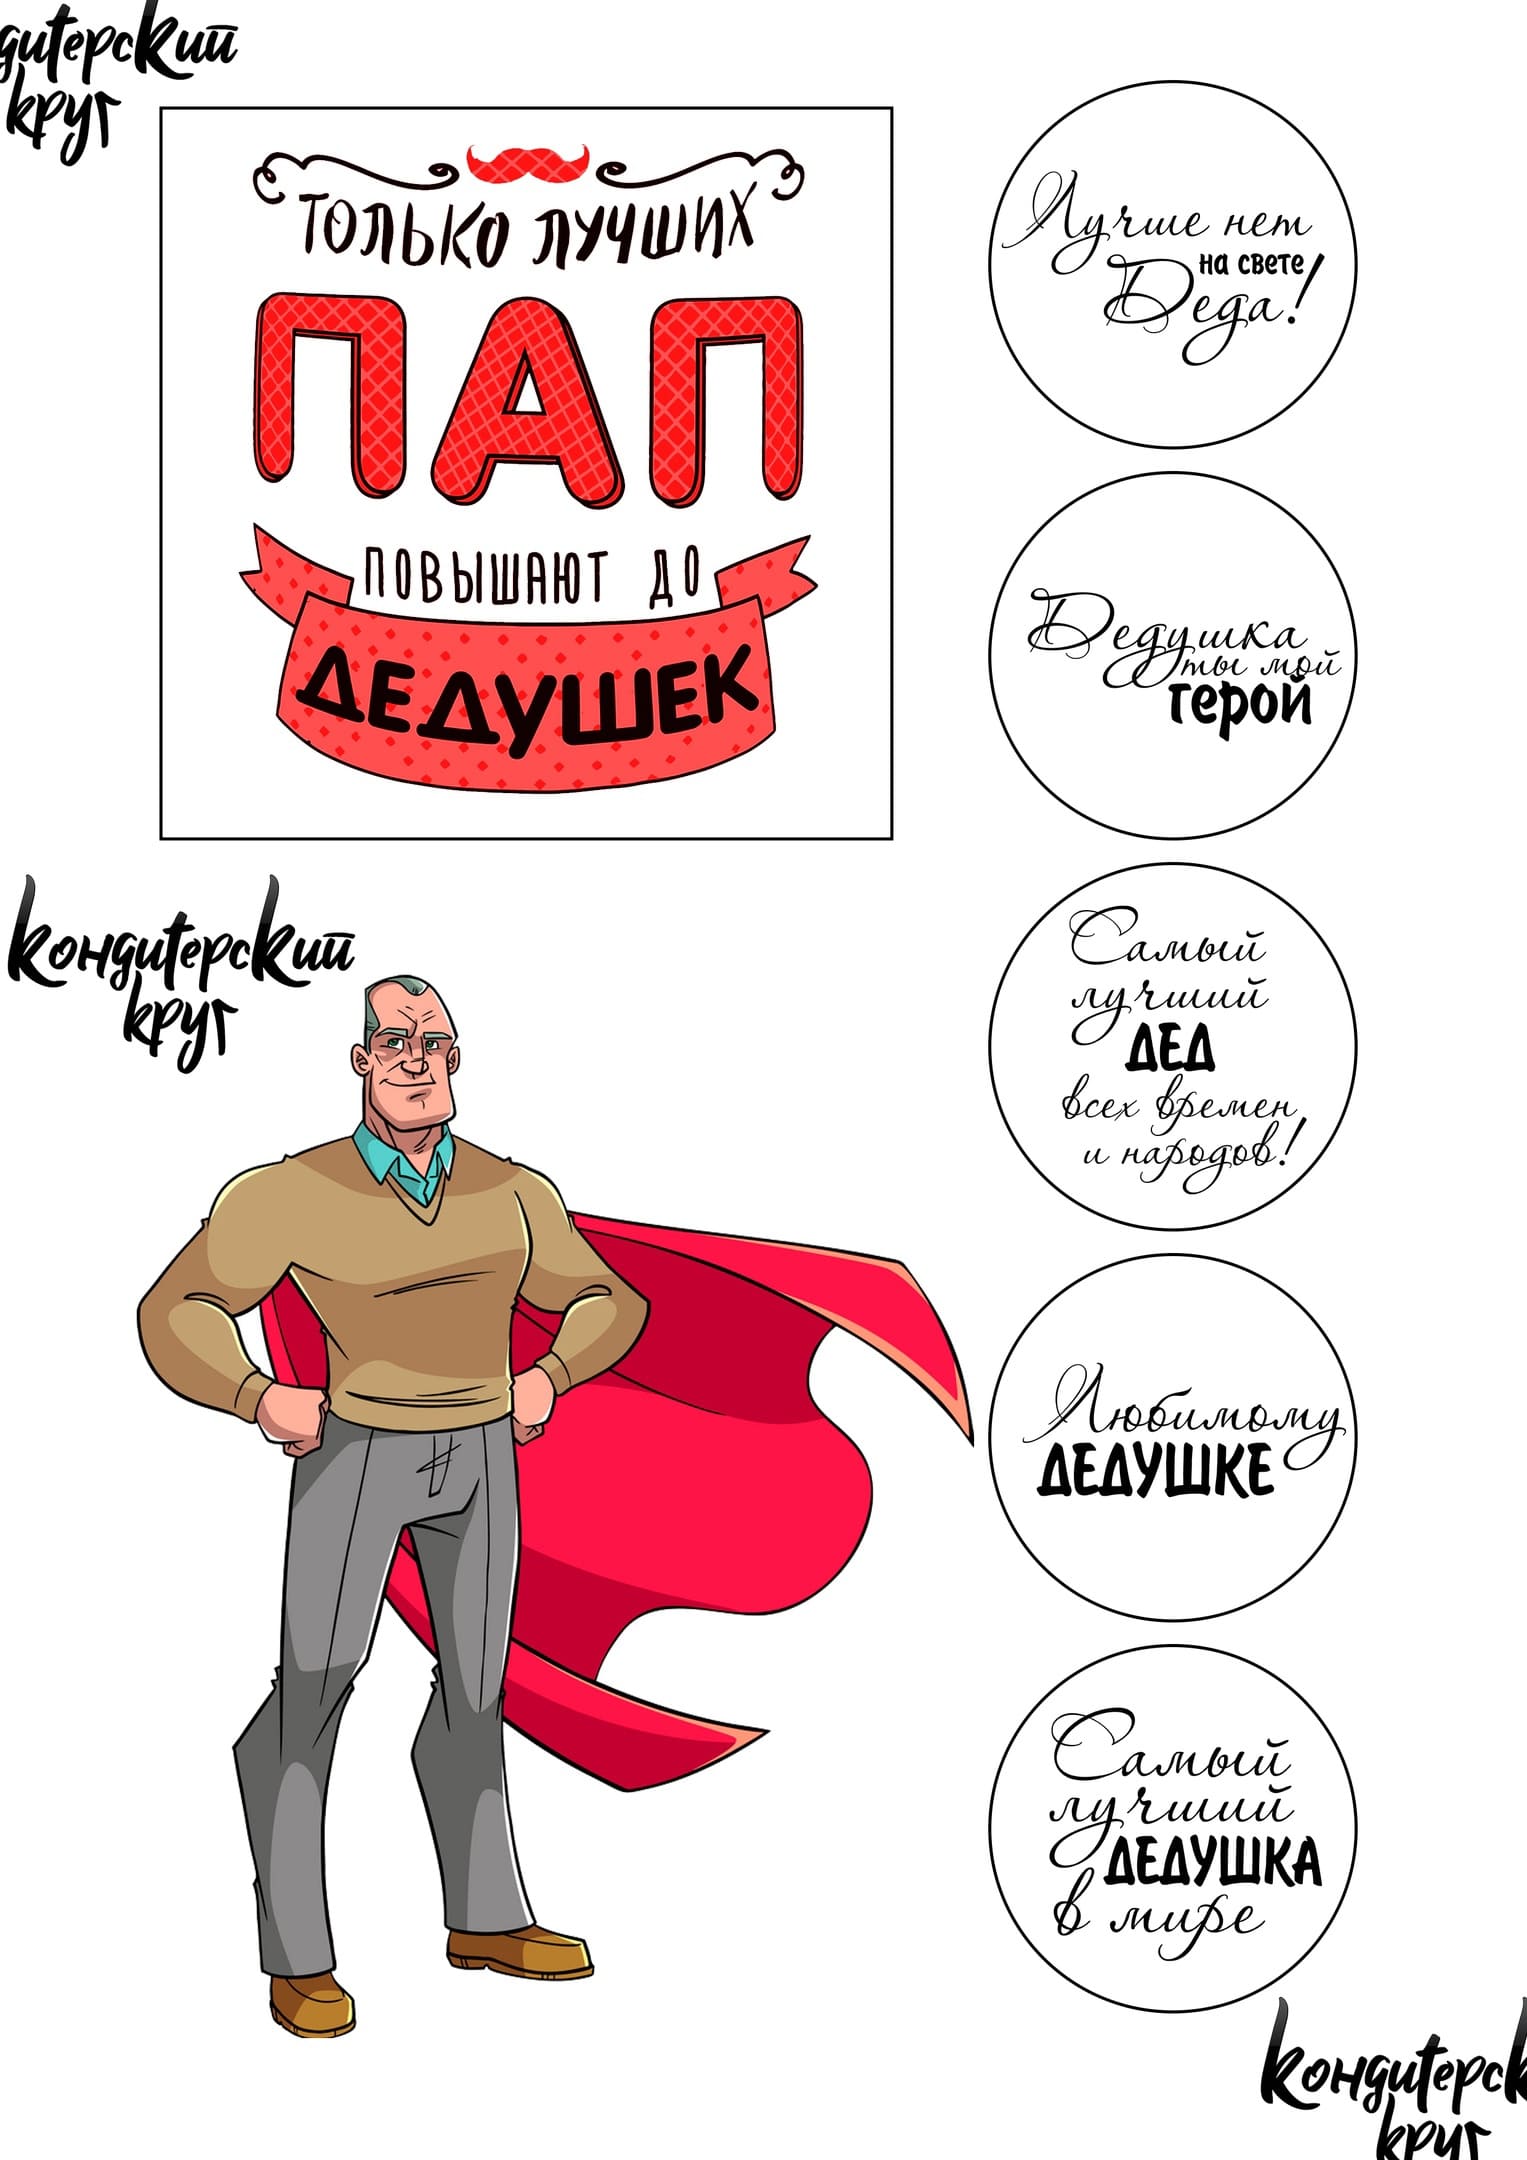 дитерский
круг
ТОЛЬКО ЛУЧШИХ
ПАП
ПОВЫШАЮТ ДО
ДЕДУШЕК
Лучше нет
на свете
Деда!
Дедушка
ты мой
герой
Самый
лучший
ДЕД
всех времен
и народов!
Любимому
ДЕДУШКЕ
Самый
лучший
ДЕДУШКА
в мире
кондитерский
круг
кондитерск
круг